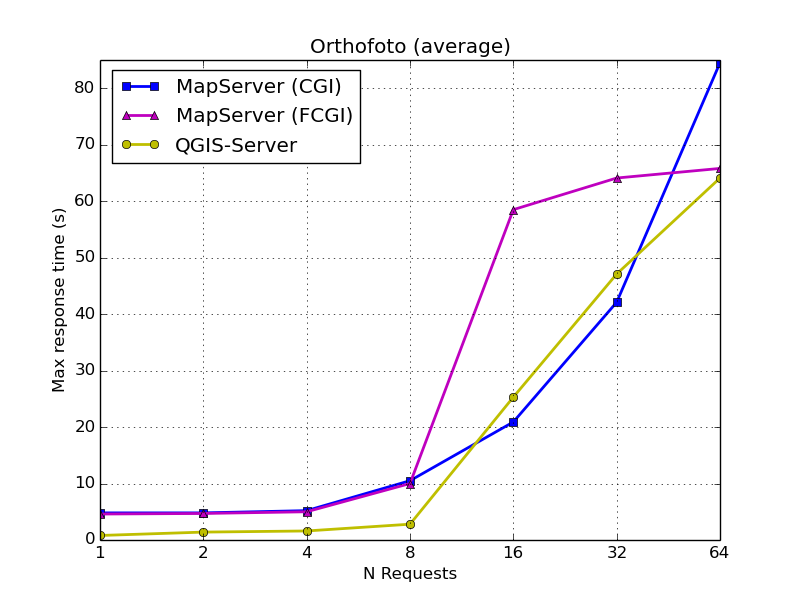 Orthofoto (average)
MapServer (CGI)
MapServer (FCGI)
QGIS-Server
Max response time (s)
80
70
60
50
40
30
20
10
0
1 2 4 8 16 32 64
N Requests